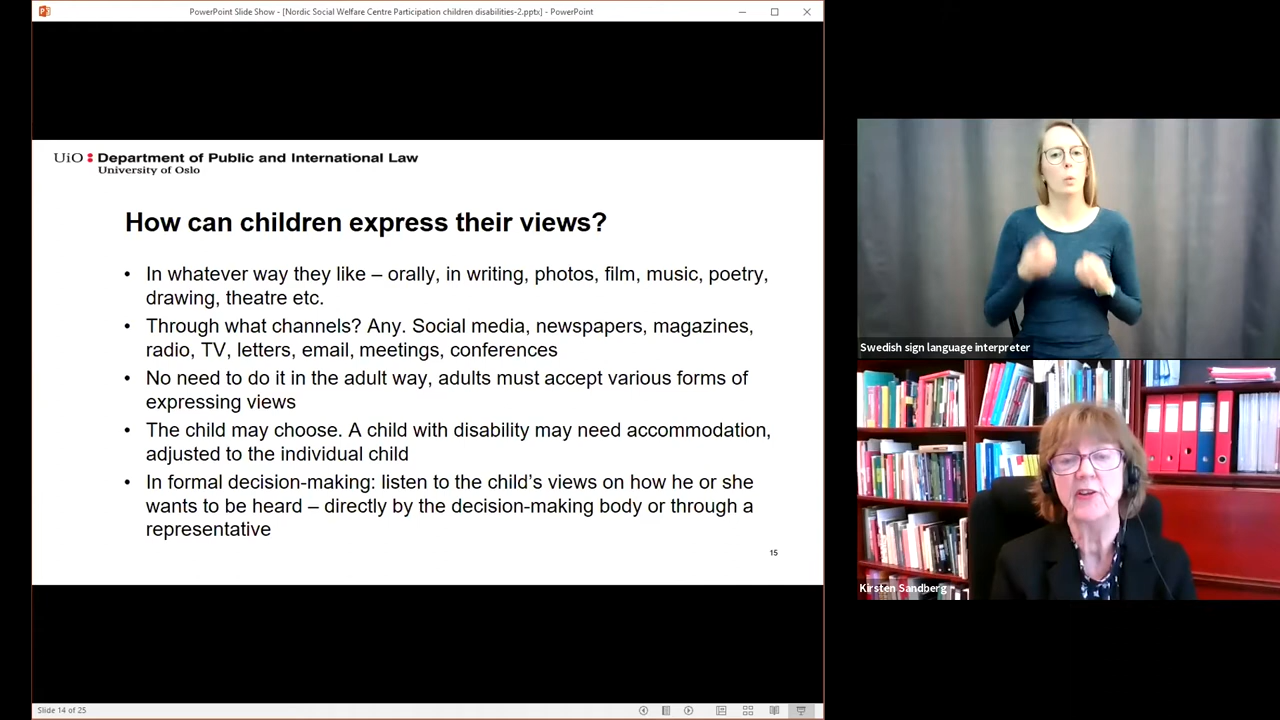 PowerPoint Slide Show - [Nordic Social Welfare Centre Participation children disabilities-2.pptx] - PowerPoint
UiO Department of Public and International Law
University of Oslo
How can children express their views?
• In whatever way they like – orally, in writing, photos, film, music, poetry,
drawing, theatre etc.
• Through what channels? Any. Social media, newspapers, magazines,
radio, TV, letters, email, meetings, conferences
• No need to do it in the adult way, adults must accept various forms of
expressing views
• The child may choose. A child with disability may need accommodation,
adjusted to the individual child
• In formal decision-making: listen to the child's views on how he or she
wants to be heard – directly by the decision-making body or through a
representative
15
Slide 14 of 25
Swedish sign language interpreter
Kirsten Sandberg